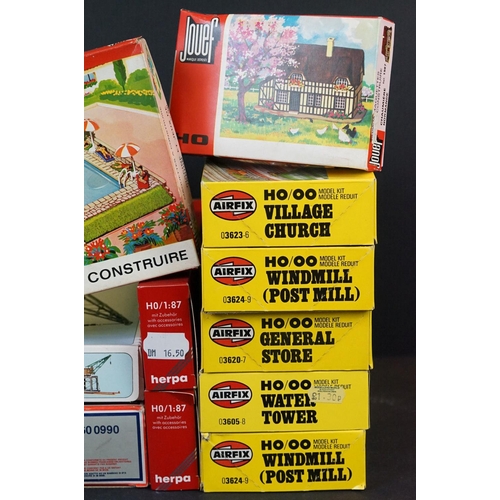 Jouef
HO
Jouef
CONSTRUIRE
AIRFIX
HO/OO MODEL KIT
MODELE REDUIT
VILLAGE
CHURCH
03623-6
AIRFIX
HO/OO MODEL KIT
MODELE REDUIT
WINDMILL
(POST MILL)
03624-9
AIRFIX
HO/OO MODEL KIT
MODELE REDUIT
GENERAL
STORE
03620-7
AIRFIX
HO/OO MODEL KIT
MODELE REDUIT
WATER
TOWER
03605-8
AIRFIX
HO/OO MODEL KIT
MODELE REDUIT
WINDMILL
(POST MILL)
03624-9
H0/1:87
mit Zubehör
with accessories
avec accessoires
DM 16.50
herpa
H0/1:87
mit Zubehör
with accessories
avec accessoires
herpa
0990